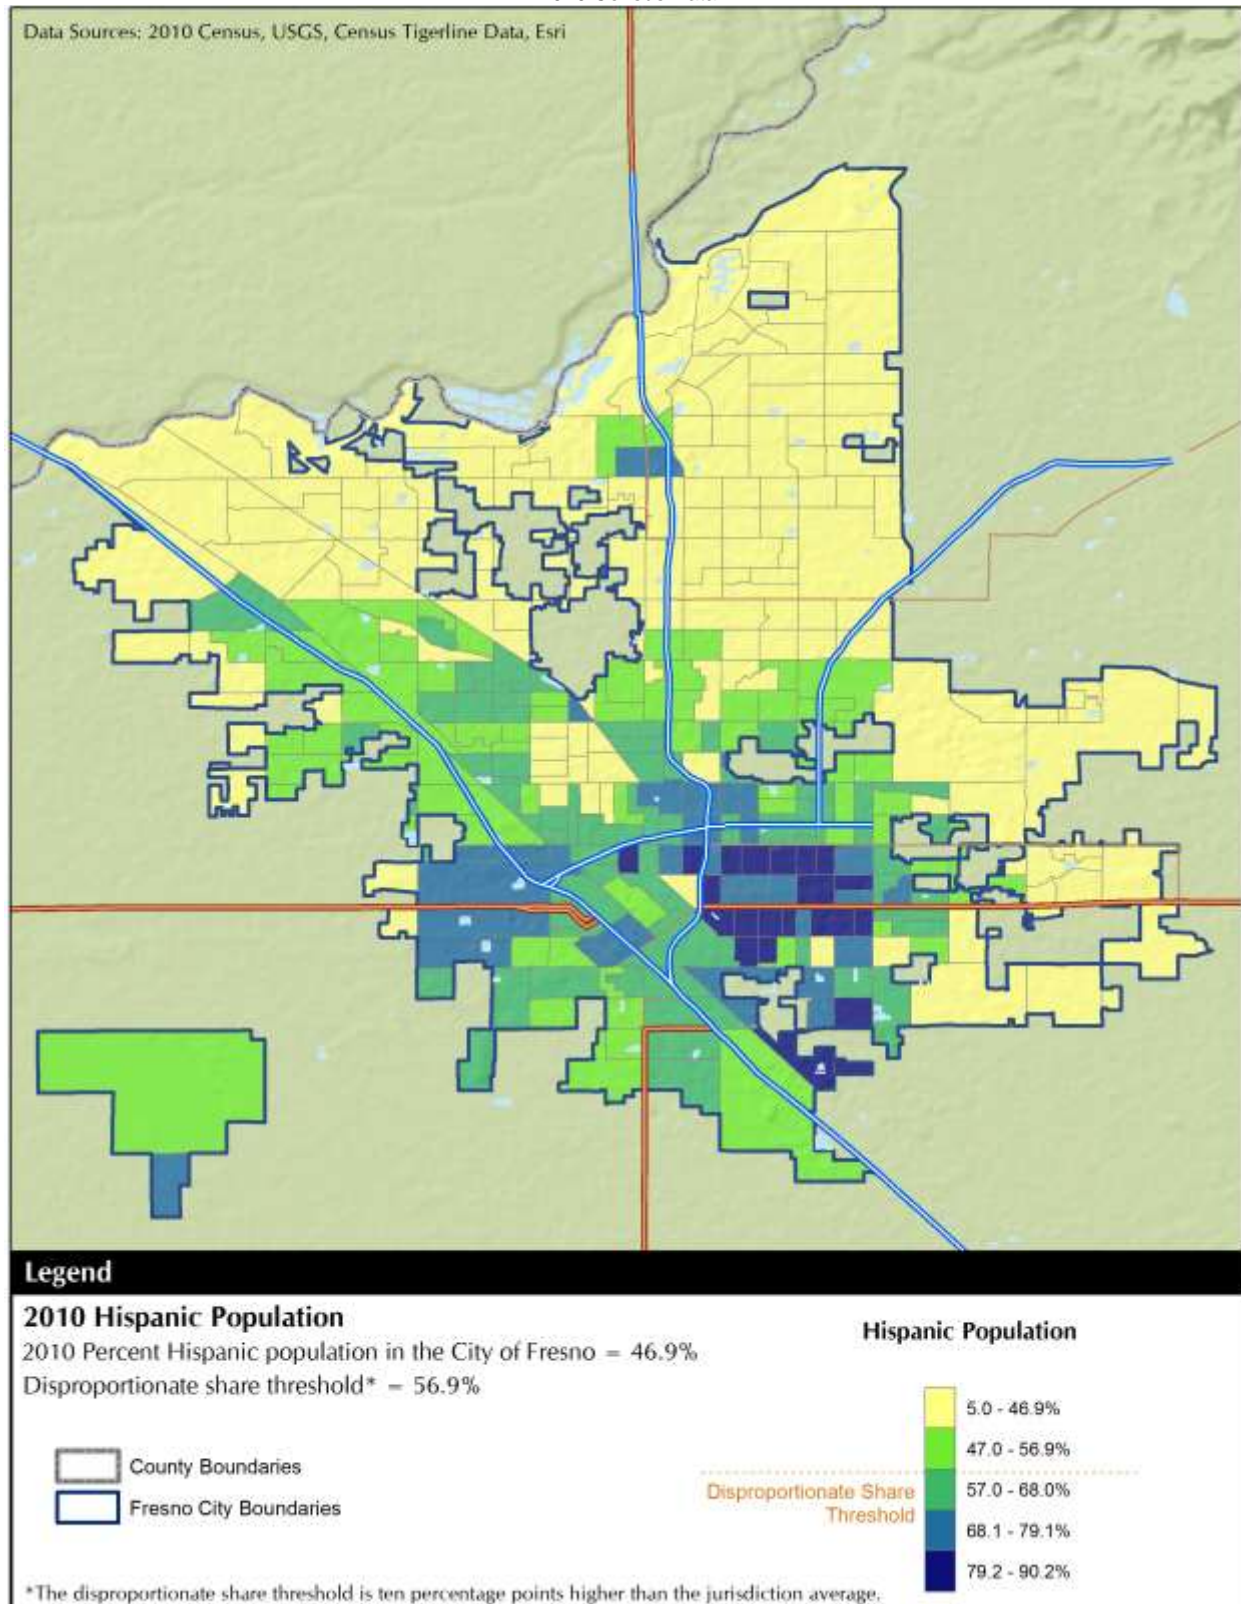 Data Sources: 2010 Census, USGS, Census Tigerline Data, Esri
Legend
2010 Hispanic Population
2010 Percent Hispanic population in the City of Fresno = 46.9%
Disproportionate share threshold* = 56.9%
County Boundaries
Fresno City Boundaries
Hispanic Population
5.0 - 46.9%
47.0 - 56.9%
Disproportionate Share
Threshold
57.0 - 68.0%
68.1 - 79.1%
79.2 - 90.2%
*The disproportionate share threshold is ten percentage points higher than the jurisdiction average.